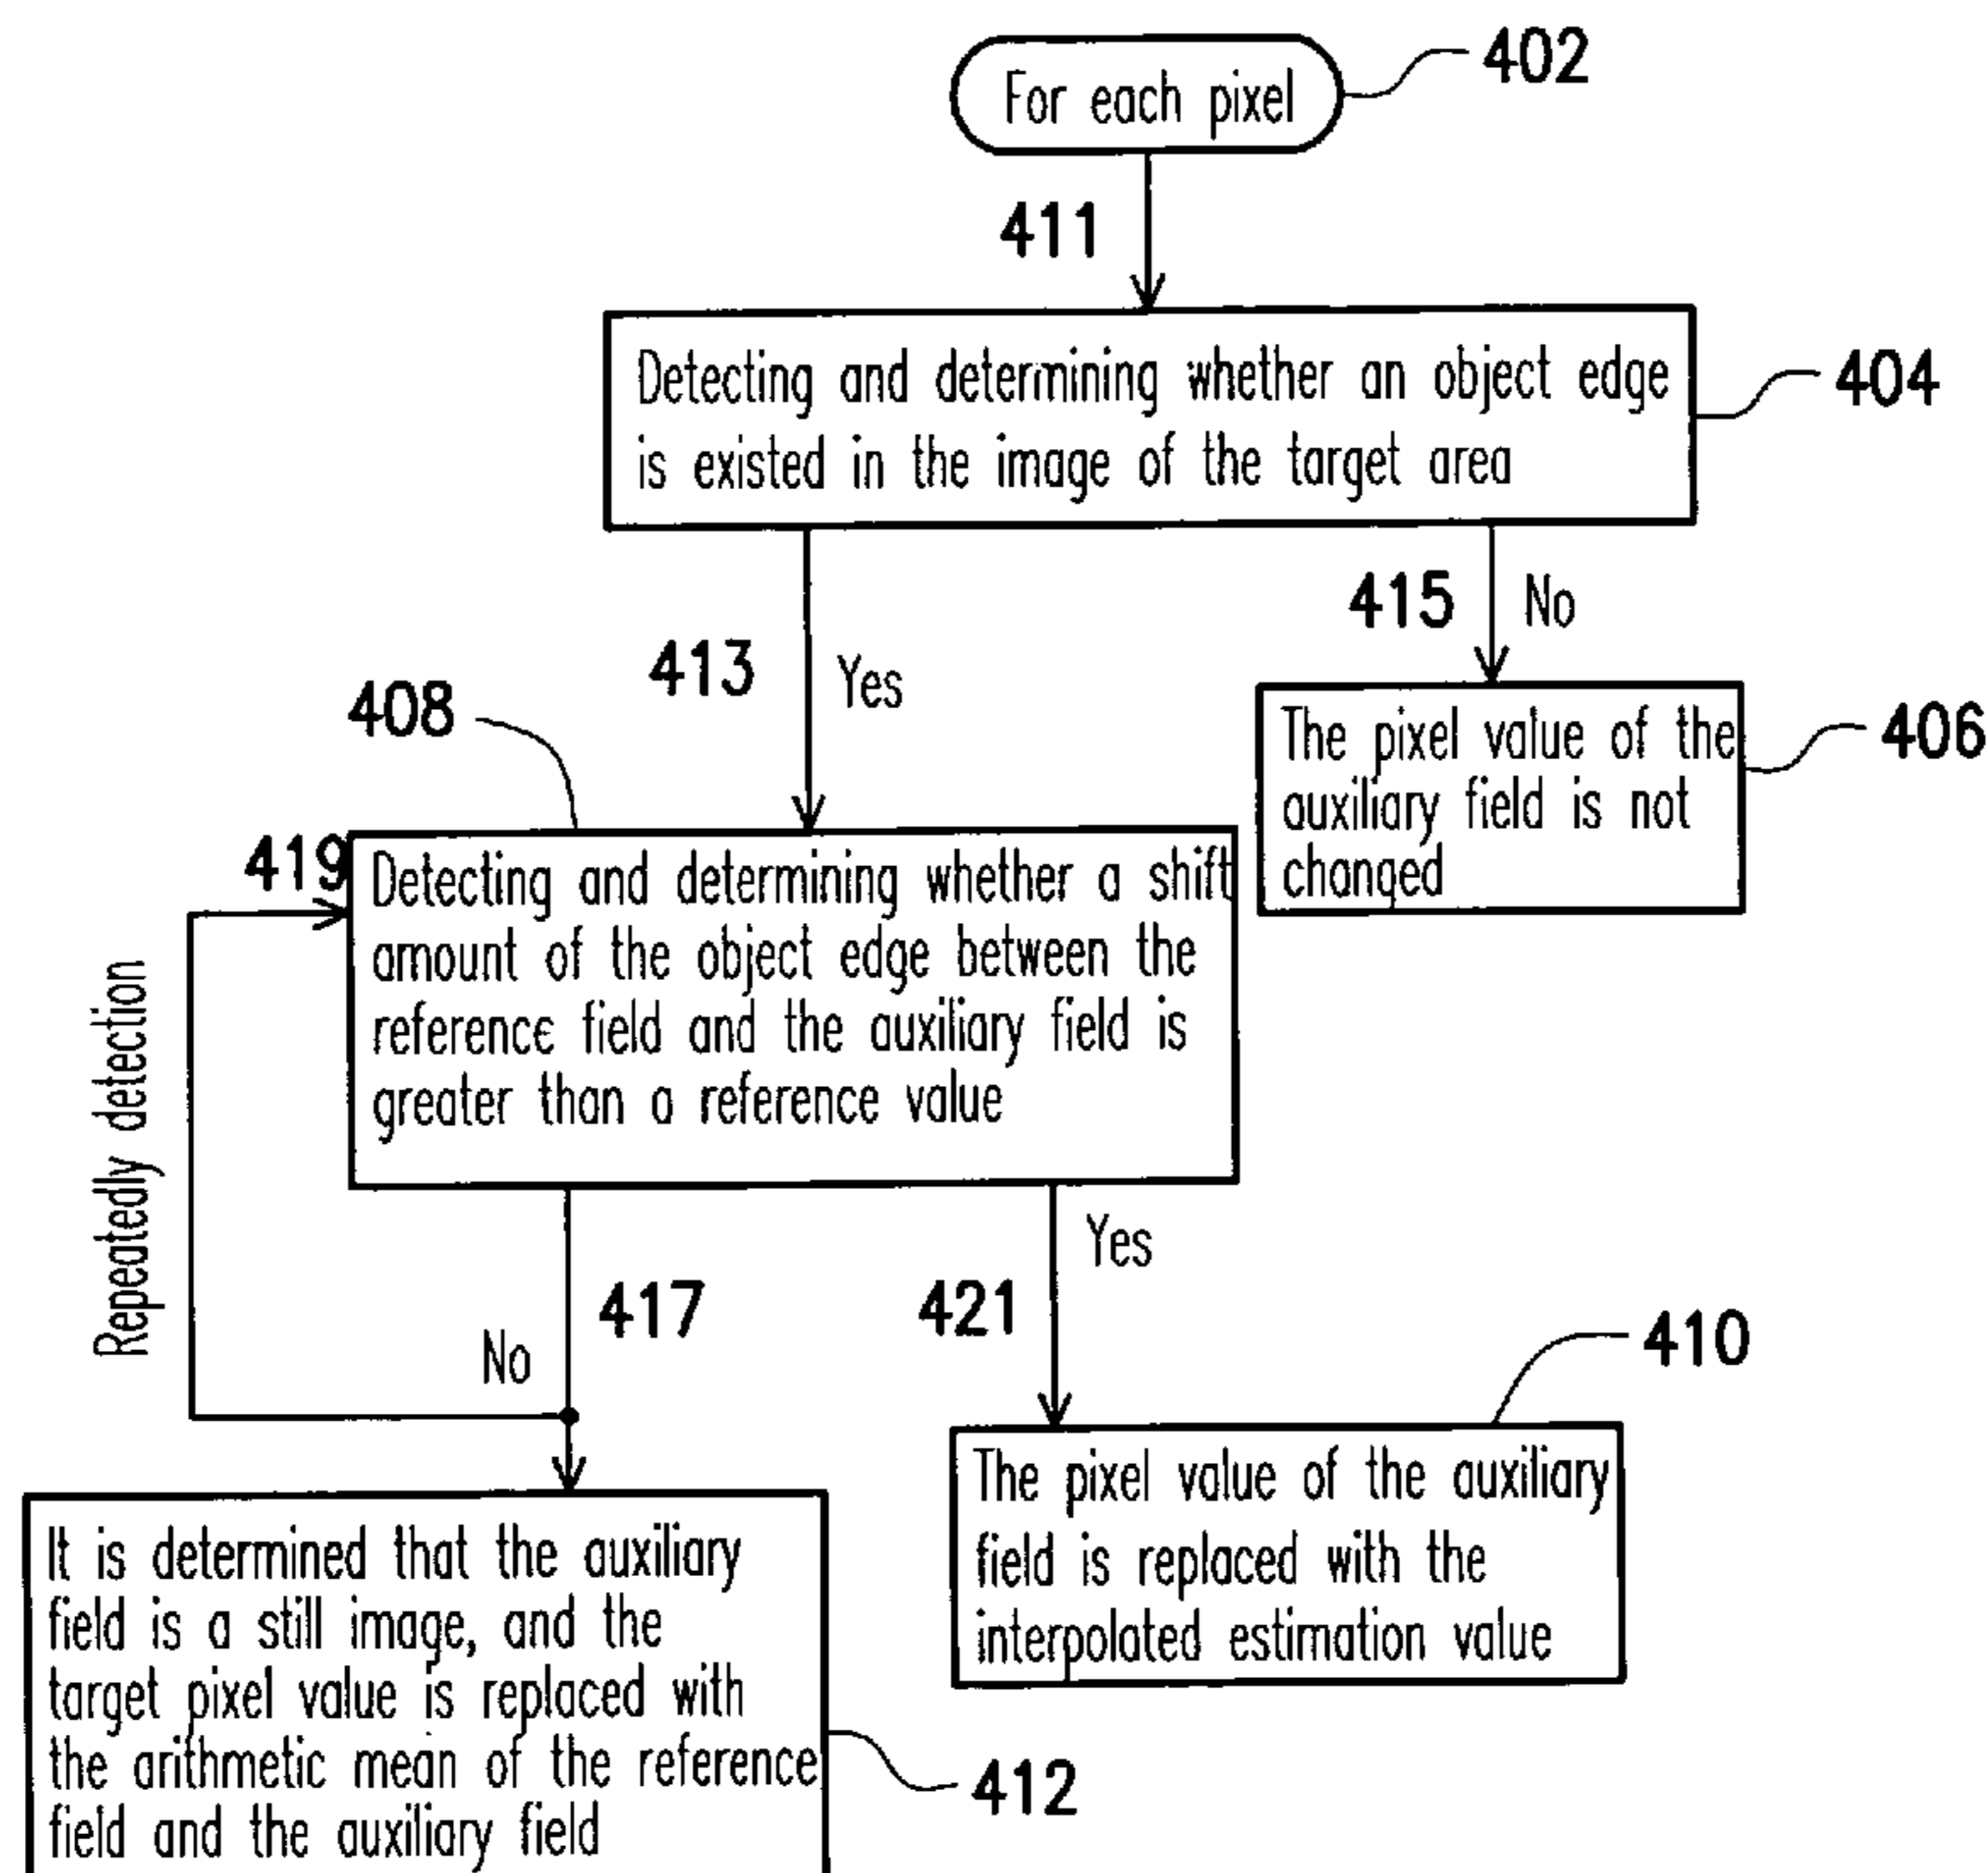 402
For each pixel
411
Detecting and determining whether an object edge
is existed in the image of the target area
404
413
Yes
415
No
The pixel value of the
auxiliary field is not
changed
406
408
419
Detecting and determining whether a shift
amount of the object edge between the
reference field and the auxiliary field is
greater than a reference value
Repeatedly detection
No
417
421
Yes
410
The pixel value of the auxiliary
field is replaced with the
interpolated estimation value
It is determined that the auxiliary
field is a still image, and the
target pixel value is replaced with
the arithmetic mean of the reference
field and the auxiliary field
412